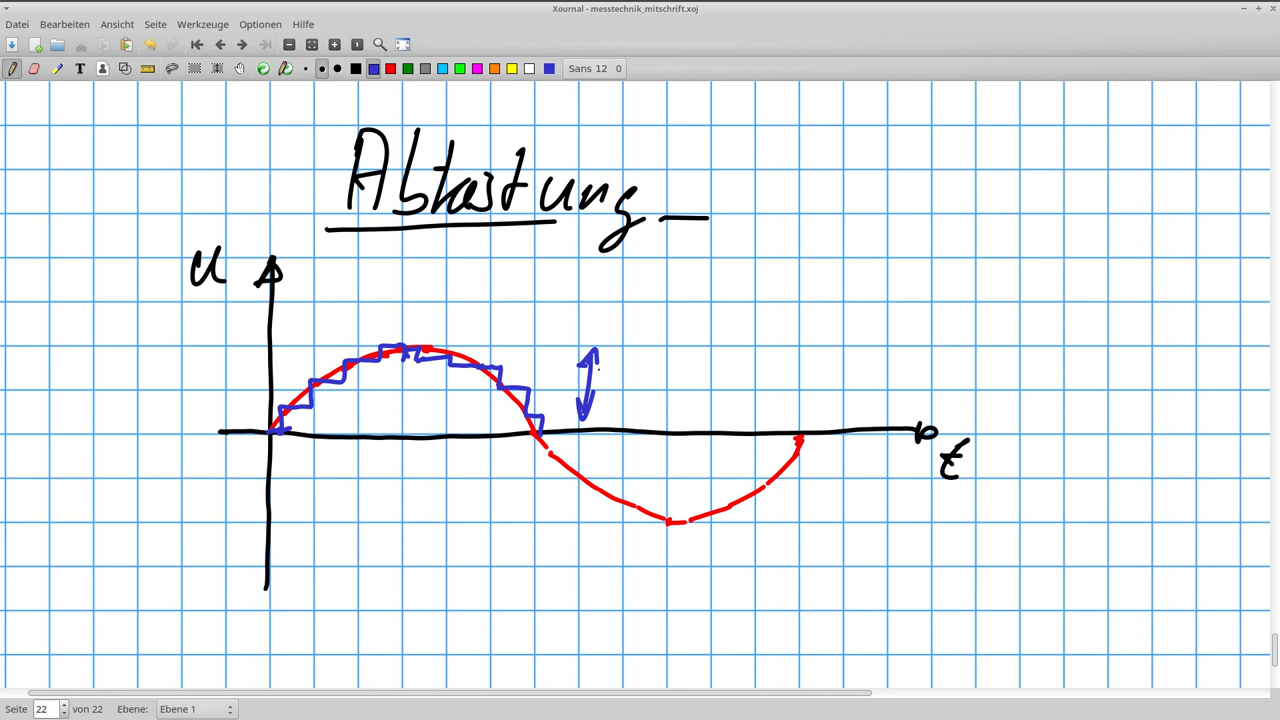 Xournal - messtechnik_mitschrift.xoj
Datei Bearbeiten Ansicht Seite Werkzeuge Optionen Hilfe
Sans 12 0
Abtastung
U
t
Seite 22 von 22 Ebene: Ebene 1